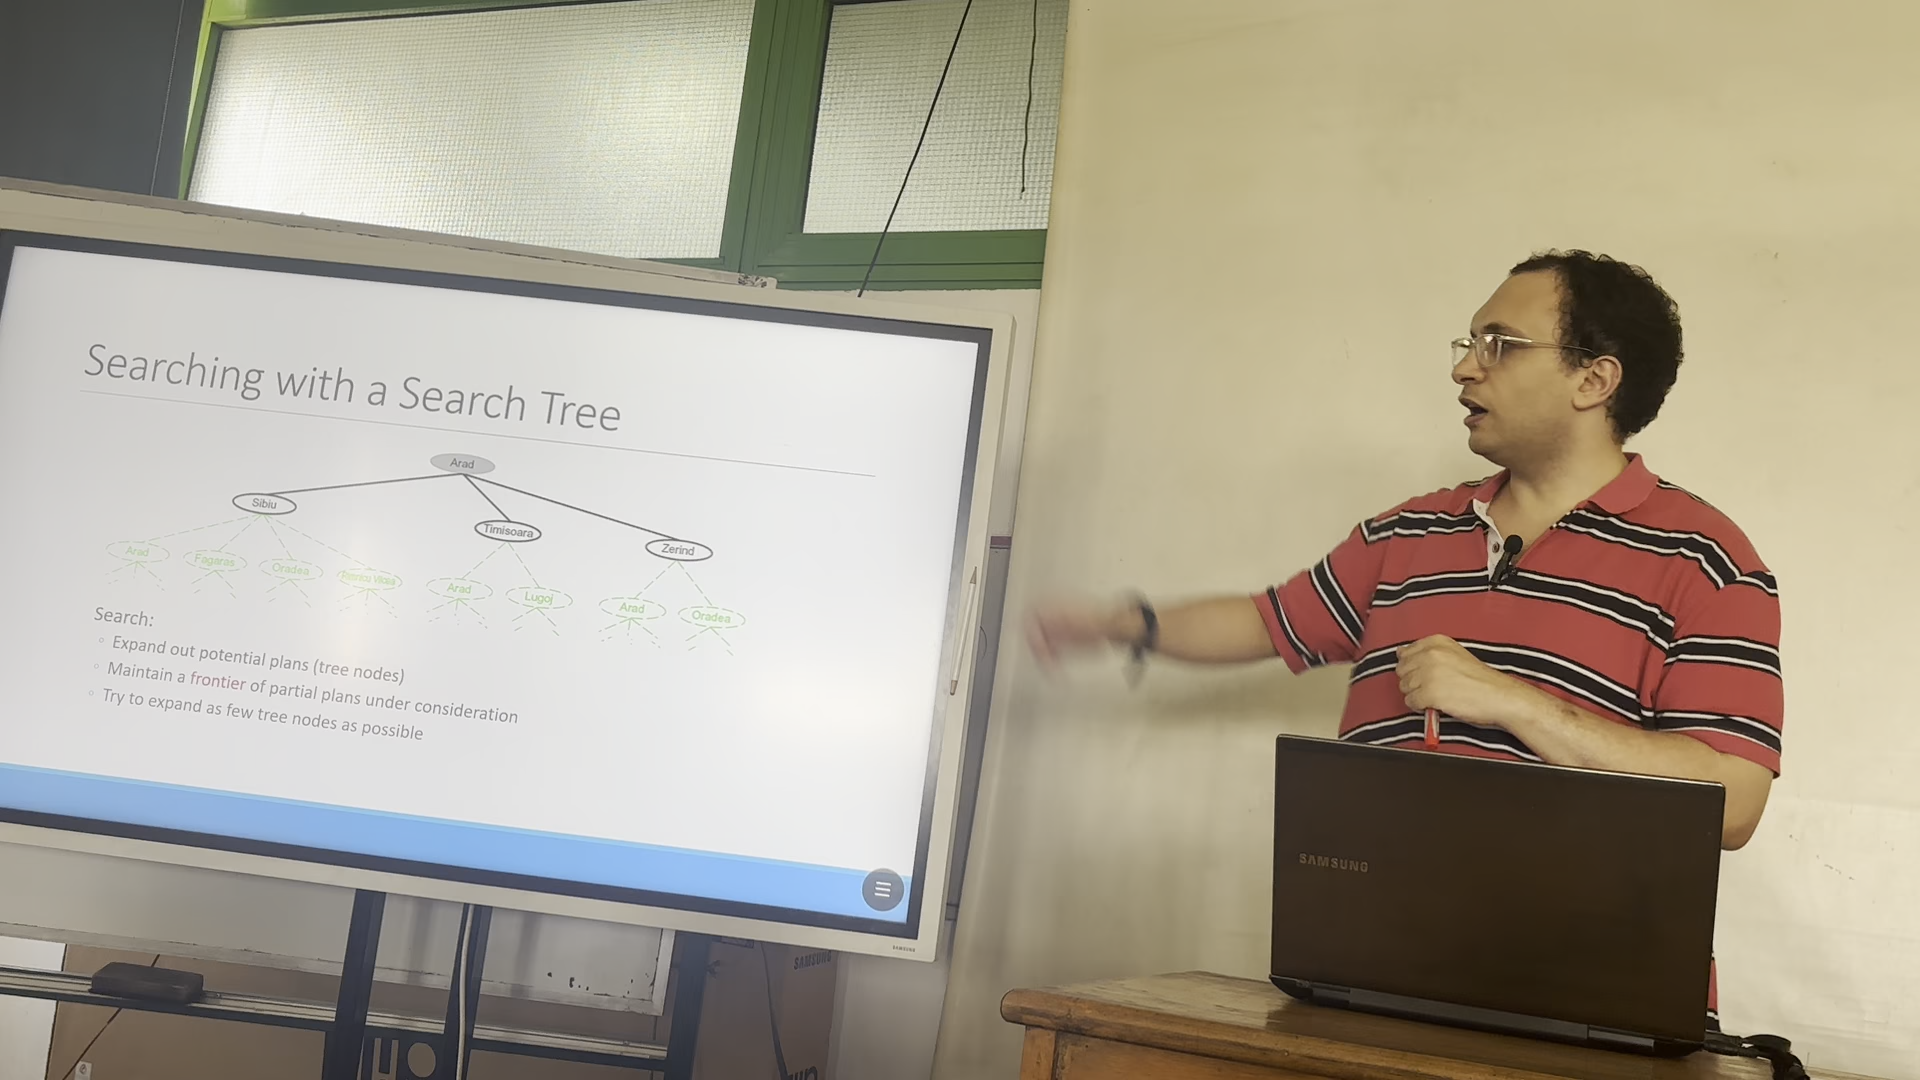 Searching with a Search Tree
Arad
Sibiu
Timisoara
Zerind
Arad
Fagaras
Oradea
Rimnicu Vilcea
Arad
Lugoj
Arad
Oradea
Search:
Expand out potential plans (tree nodes)
Maintain a frontier of partial plans under consideration
Try to expand as few tree nodes as possible
SAMSUNG
SAMSUNG
SAMSUNG